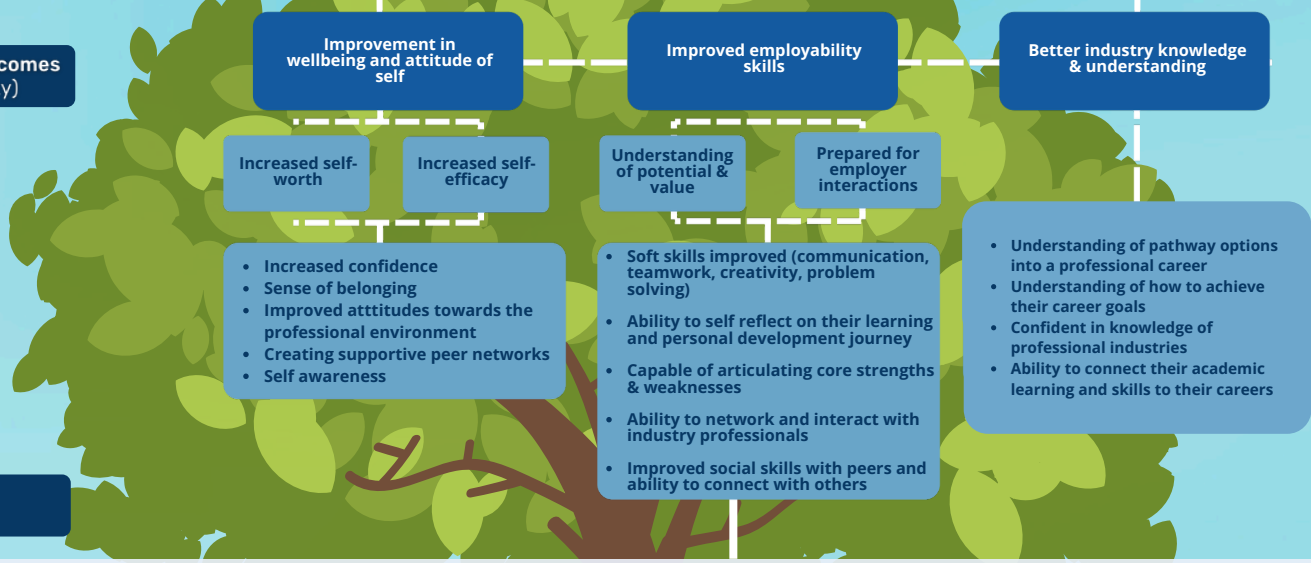 comes
y)
Improvement in
wellbeing and attitude of
self
Improved employability
skills
Better industry knowledge
& understanding
Increased self-
worth
Increased self-
efficacy
Understanding
of potential &
value
Prepared for
employer
interactions
• Increased confidence
• Sense of belonging
• Improved atttitudes towards the
professional environment
• Creating supportive peer networks
• Self awareness
• Soft skills improved (communication,
teamwork, creativity, problem
solving)
• Ability to self reflect on their learning
and personal development journey
• Capable of articulating core strengths
& weaknesses
• Ability to network and interact with
industry professionals
• Improved social skills with peers and
ability to connect with others
• Understanding of pathway options
into a professional career
• Understanding of how to achieve
their career goals
• Confident in knowledge of
professional industries
• Ability to connect their academic
learning and skills to their careers